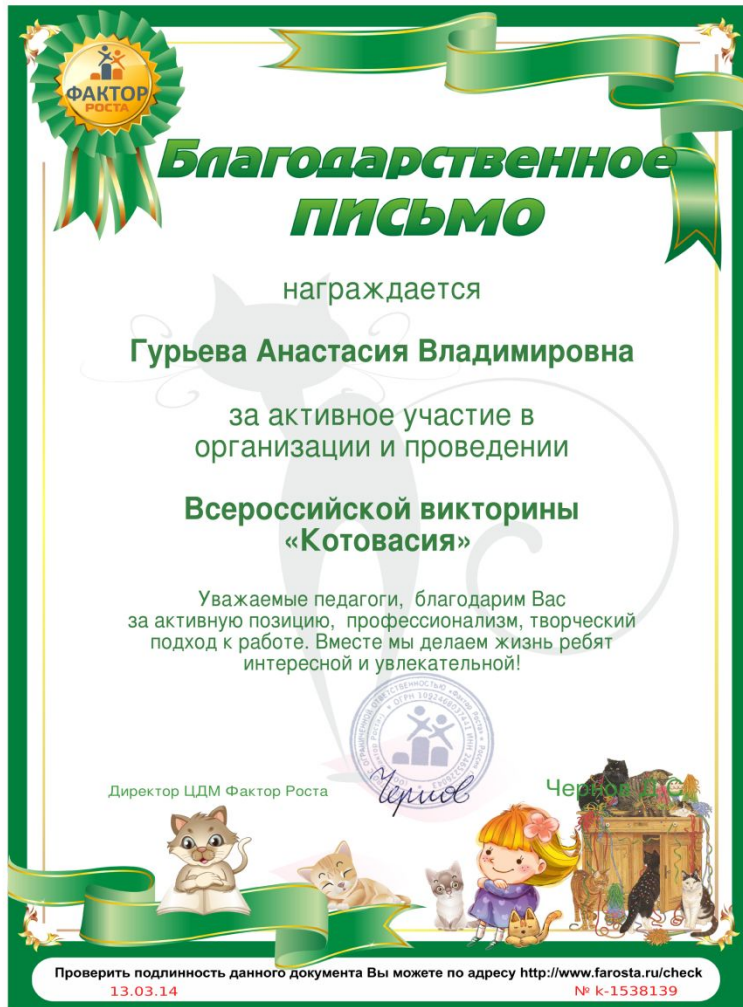 ФАКТОР
РОСТА
Благодарственное
письмо
награждается
Гурьева Анастасия Владимировна
за активное участие в
организации и проведении
Всероссийской викторины
«Котовасия»
Уважаемые педагоги, благодарим Вас
за активную позицию, профессионализм, творческий
подход к работе. Вместе мы делаем жизнь ребят
интересной и увлекательной!
Директор ЦДМ Фактор Роста
Чернов
Чернов Д.С.
Проверить подлинность данного документа Вы можете по адресу http://www.farosta.ru/check
13.03.14
№ k-1538139